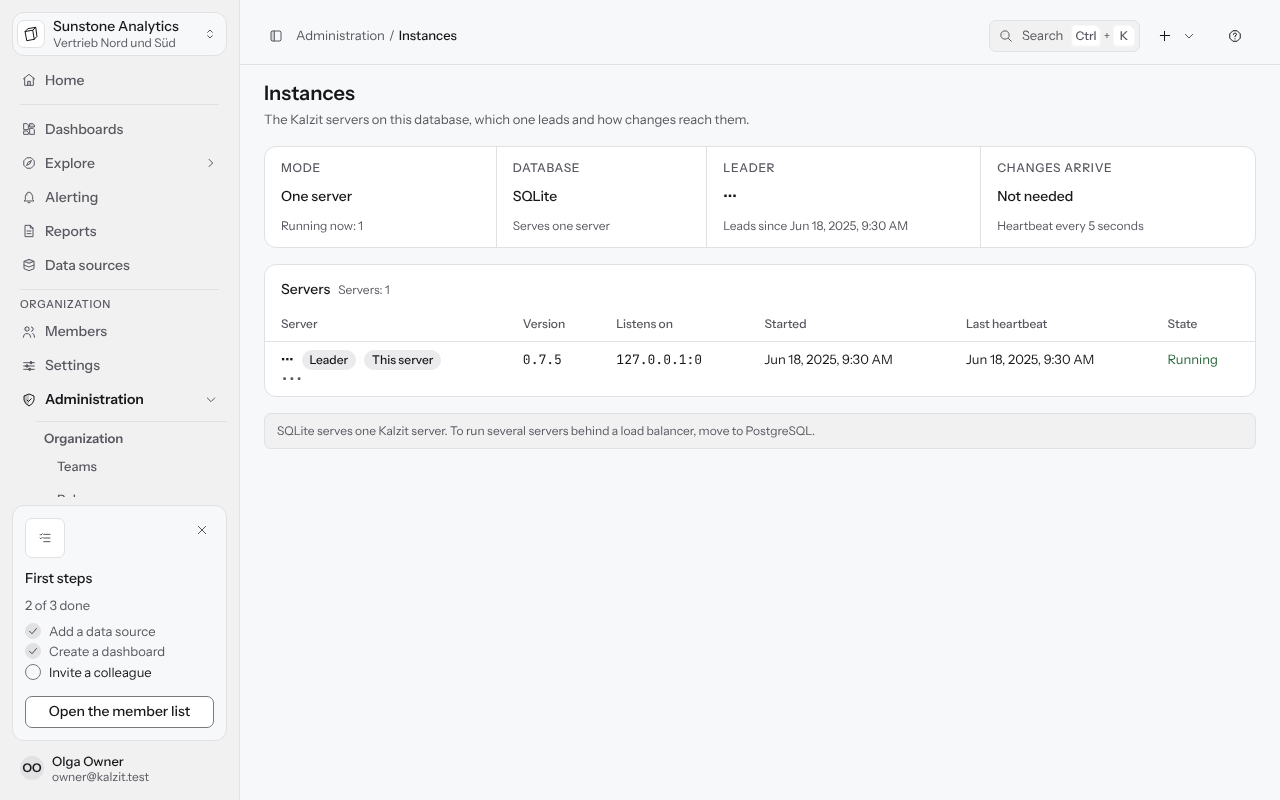 Sunstone Analytics
Vertrieb Nord und Süd
Home
Dashboards
Explore
Alerting
Reports
Data sources
ORGANIZATION
Members
Settings
Administration
Organization
Teams
First steps
2 of 3 done
Add a data source
Create a dashboard
Invite a colleague
Open the member list
OO
Olga Owner
owner@kalzit.test
Administration / Instances
Search Ctrl + K
Instances
The Kalzit servers on this database, which one leads and how changes reach them.
MODE
One server
Running now: 1
DATABASE
SQLite
Serves one server
LEADER
···
Leads since Jun 18, 2025, 9:30 AM
CHANGES ARRIVE
Not needed
Heartbeat every 5 seconds
Servers Servers: 1
Server Version Listens on Started Last heartbeat State
··· Leader This server 0.7.5 127.0.0.1:0 Jun 18, 2025, 9:30 AM Jun 18, 2025, 9:30 AM Running
...
SQLite serves one Kalzit server. To run several servers behind a load balancer, move to PostgreSQL.